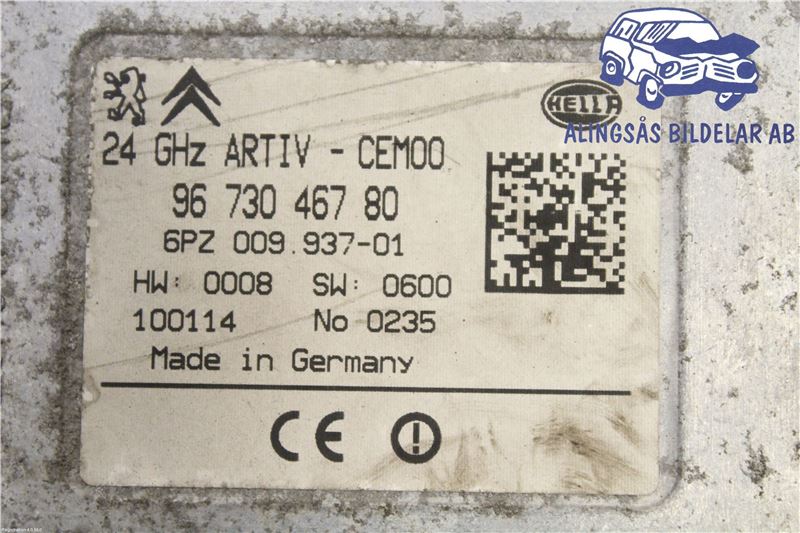 HELLA
ALINGSÅS BILDELAR AB
24 GHz ARTIV - CEM00
96 730 467 80
6PZ 009.937-01
HW: 0008 SW: 0600
100114 No 0235
Made in Germany
CE